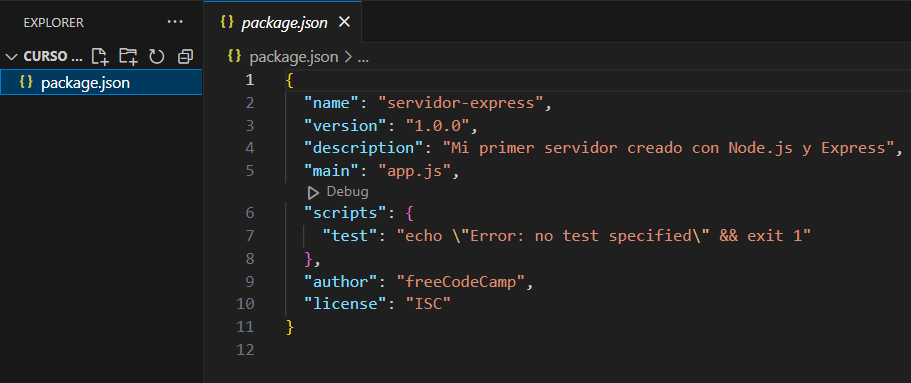 EXPLORER ...
package.json
CURSO ...
package.json
package.json > ...
1 {
2 "name": "servidor-express",
3 "version": "1.0.0",
4 "description": "Mi primer servidor creado con Node.js y Express",
5 "main": "app.js",
Debug
6 "scripts": {
7 "test": "echo \"Error: no test specified\" && exit 1"
8 },
9 "author": "freeCodeCamp",
10 "license": "ISC"
11 }
12